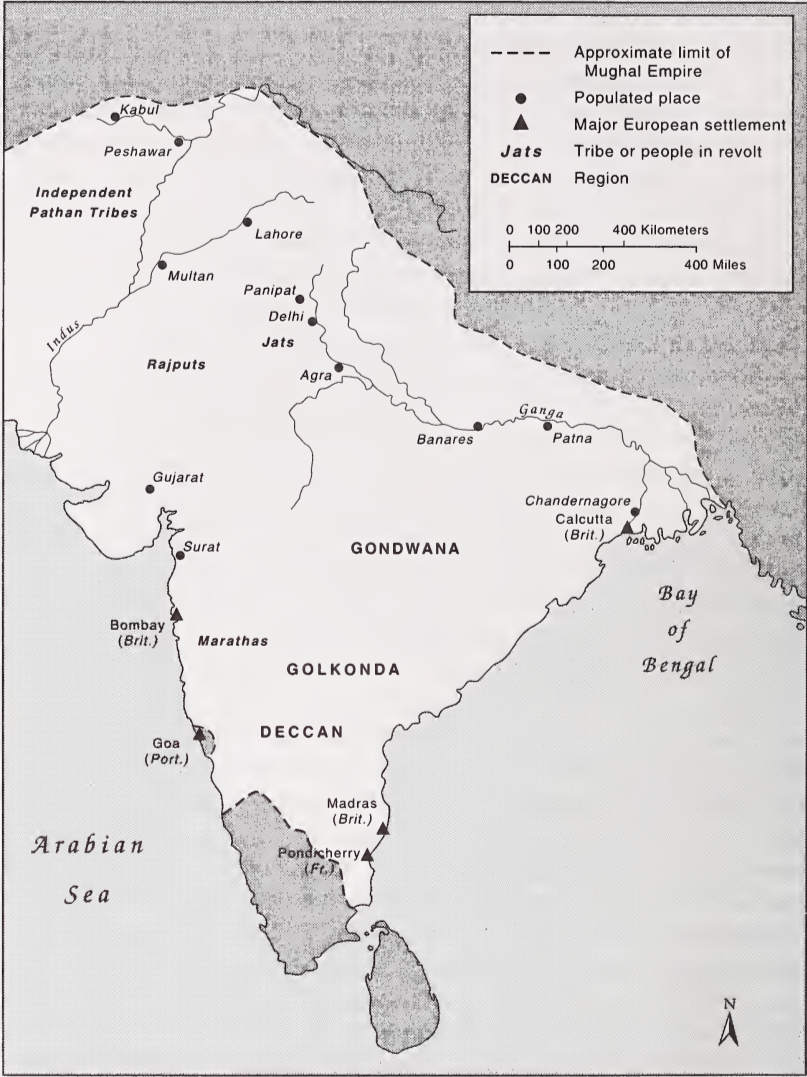 Approximate limit of
Mughal Empire
Populated place
Major European settlement
Jats Tribe or people in revolt
DECCAN Region
0 100 200 400 Kilometers
0 100 200 400 Miles
Kabul
Peshawar
Independent
Pathan Tribes
Lahore
Multan
Panipat
Delhi
Jats
Indus
Rajputs
Agra
Ganga
Banares
Patna
Gujarat
Chandernagore
Calcutta
(Brit.)
GONDWANA
Surat
Bay
of
Bengal
Bombay
(Brit.)
Marathas
GOLKONDA
DECCAN
Goa
(Port.)
Madras
(Brit.)
Arabian
Sea
Pondicherry
(Fr.)
N